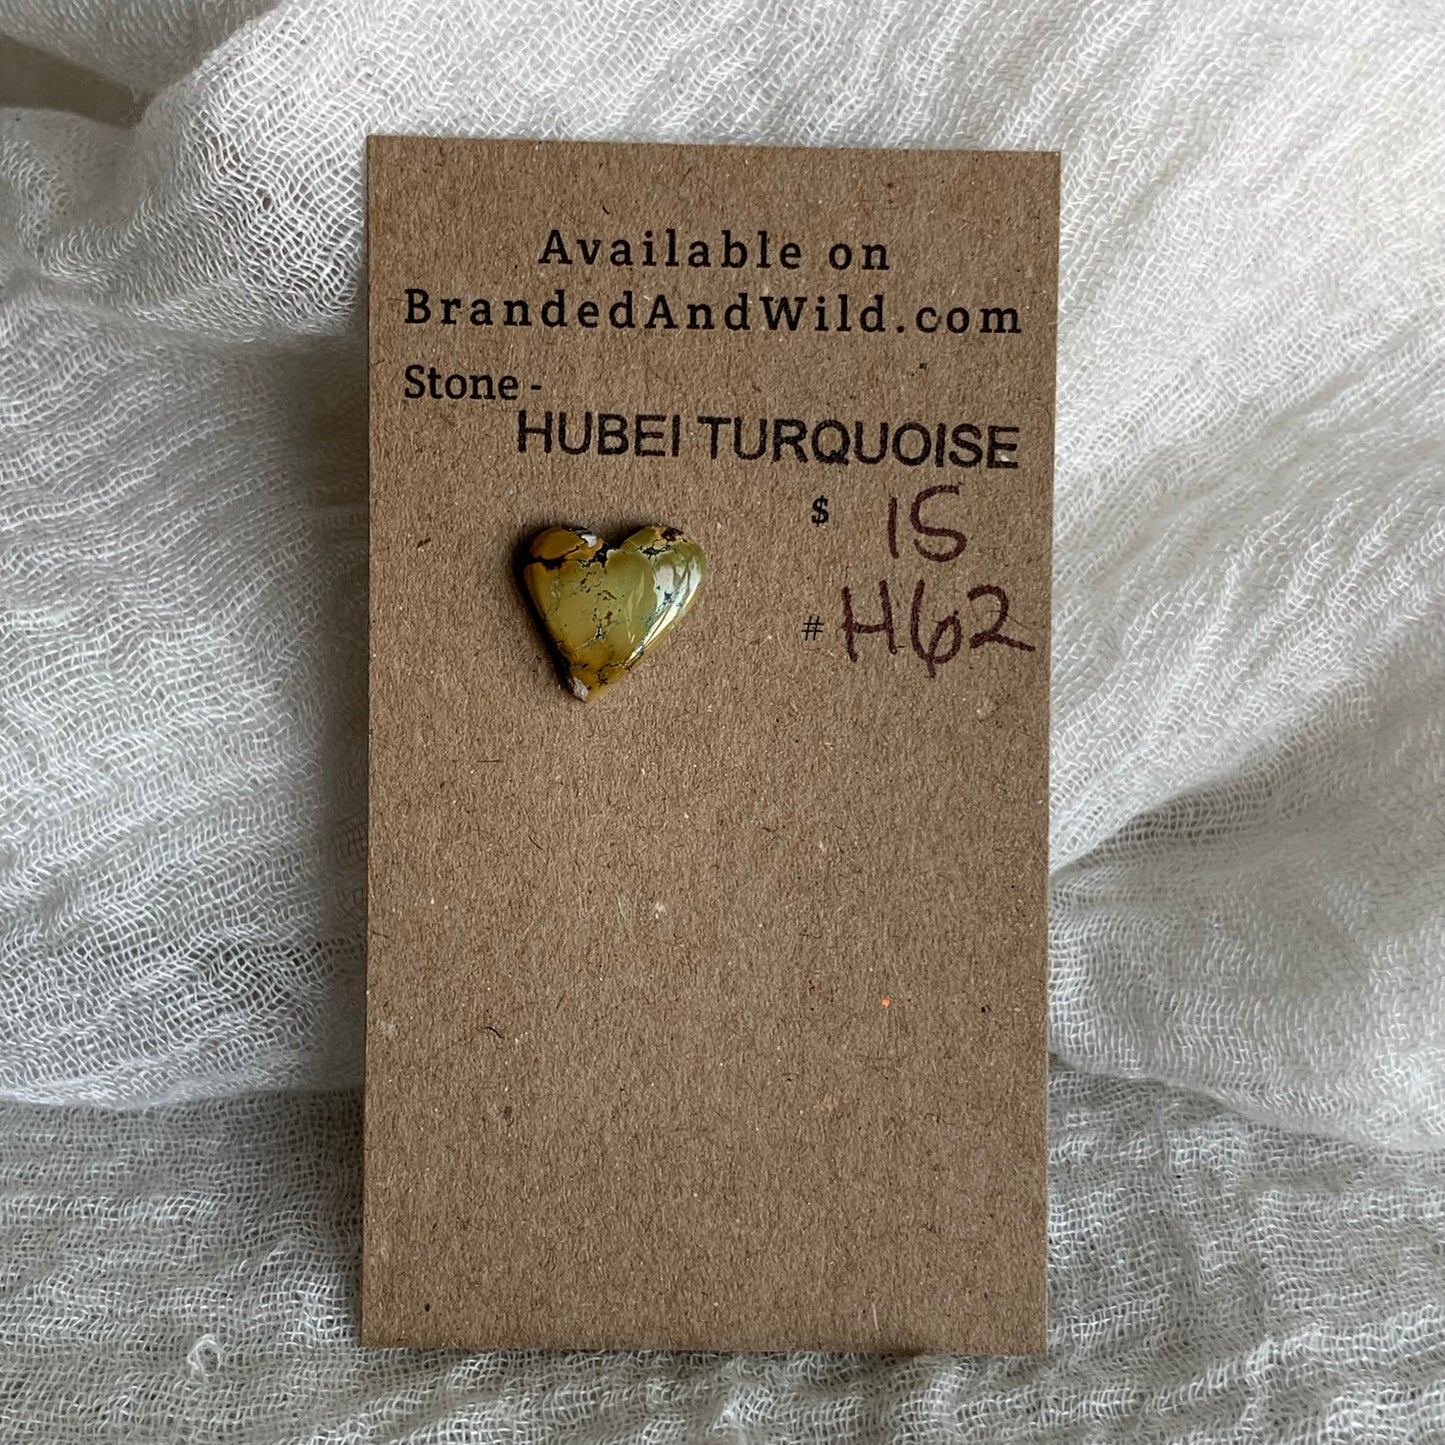 Available on
BrandedAndWild.com
Stone -
HUBEI TURQUOISE
$ 15
# H62